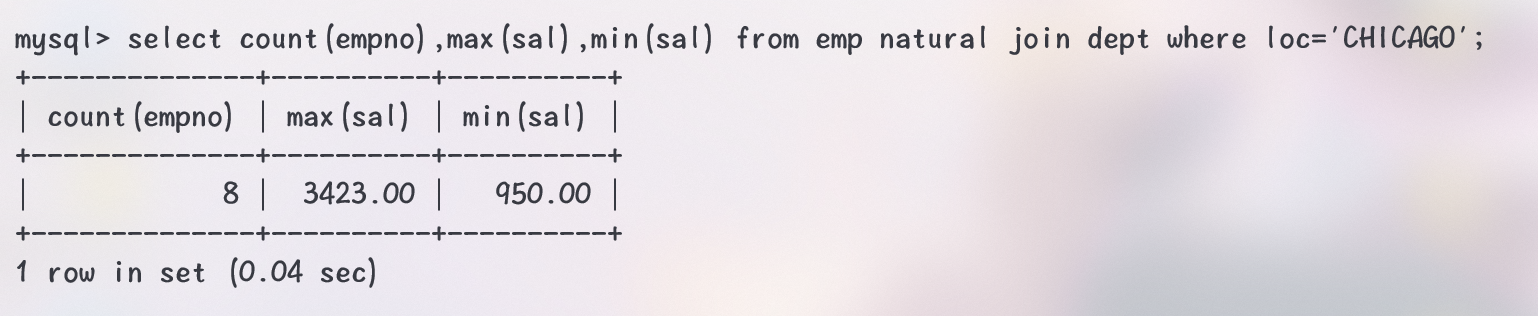 mysql> select count(empno),max(sal),min(sal) from emp natural join dept where loc='CHICAGO';
+--------------+----------+----------+
| count(empno) | max(sal) | min(sal) |
+--------------+----------+----------+
|            8 |  3423.00 |   950.00 |
+--------------+----------+----------+
1 row in set (0.04 sec)